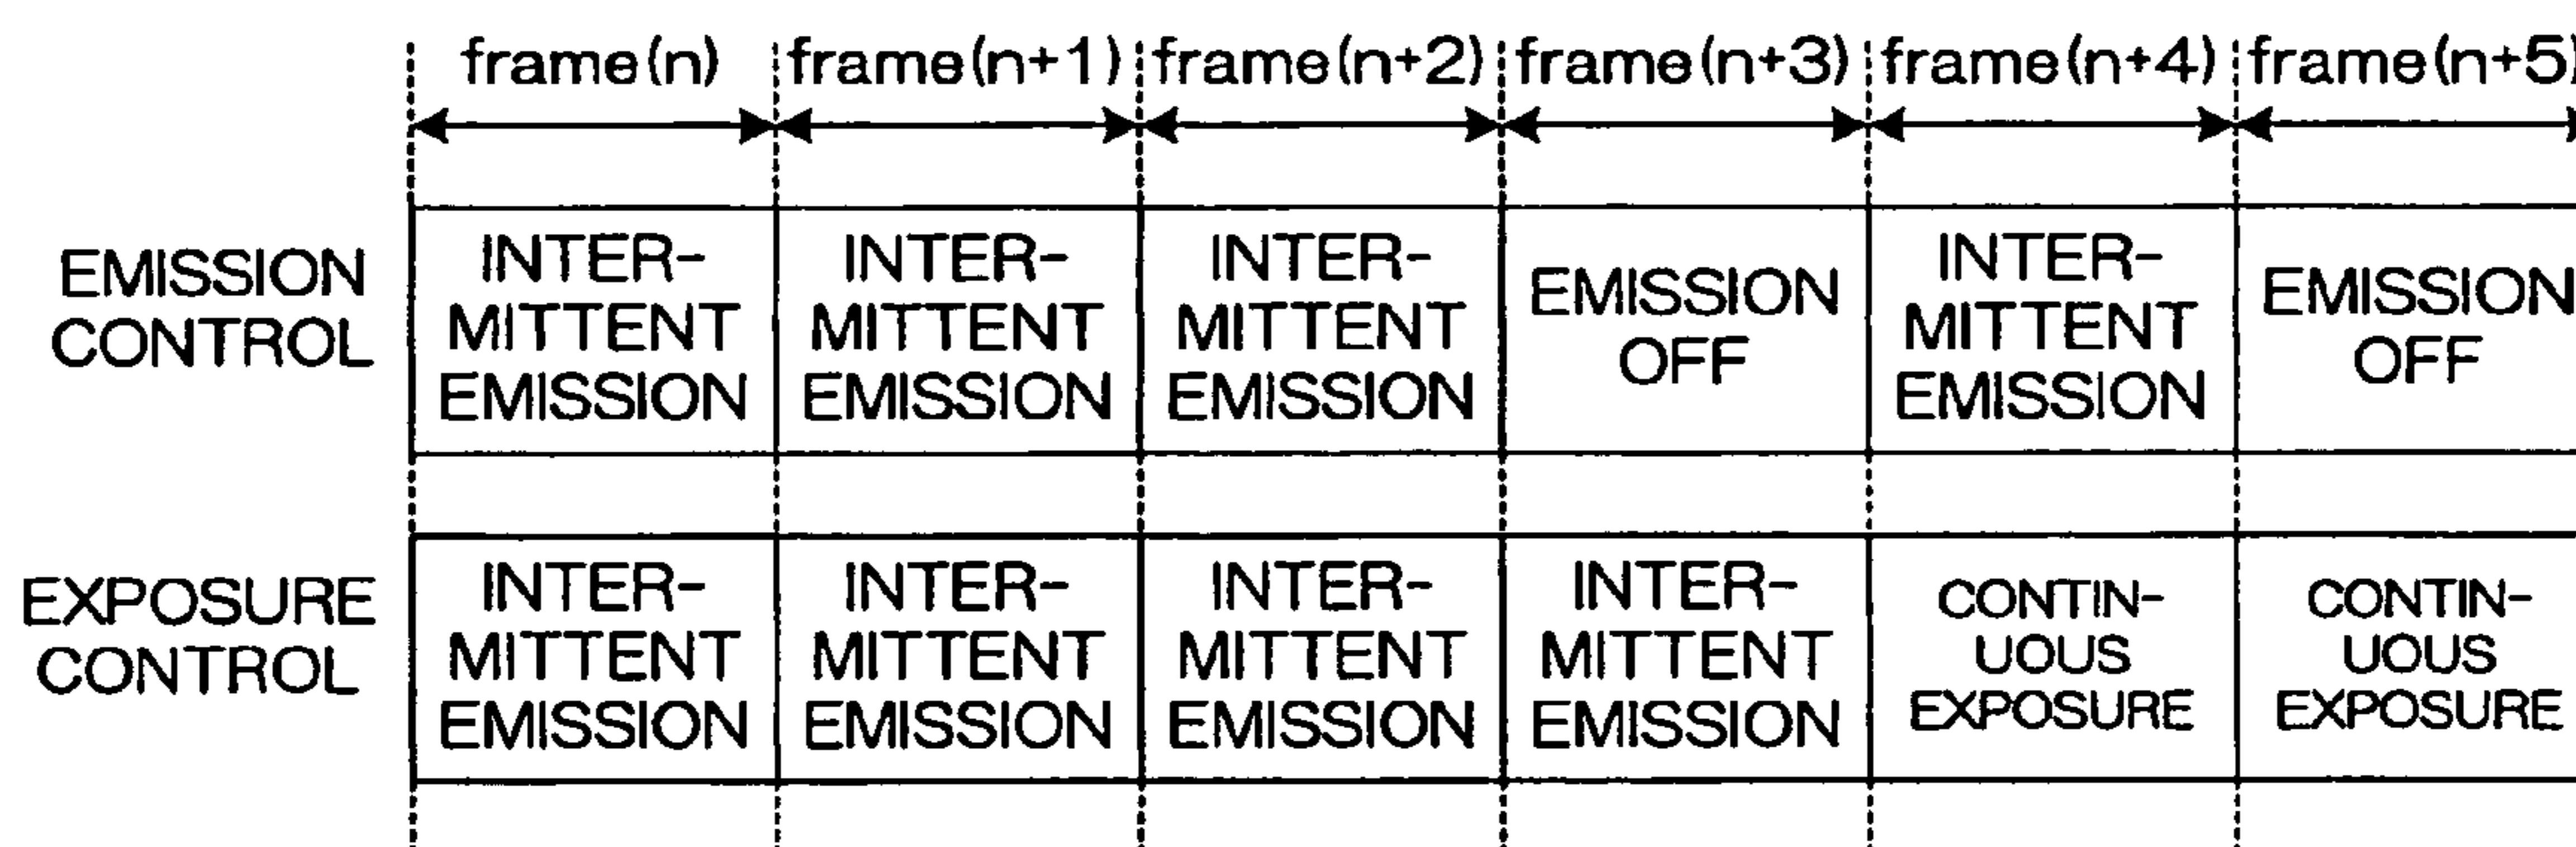 frame(n) frame(n+1) frame(n+2) frame(n+3) frame(n+4) frame(n+5)
EMISSION
CONTROL
INTER-
MITTENT
EMISSION
INTER-
MITTENT
EMISSION
INTER-
MITTENT
EMISSION
EMISSION
OFF
INTER-
MITTENT
EMISSION
EMISSION
OFF
EXPOSURE
CONTROL
INTER-
MITTENT
EMISSION
INTER-
MITTENT
EMISSION
INTER-
MITTENT
EMISSION
INTER-
MITTENT
EMISSION
CONTIN-
UOUS
EXPOSURE
CONTIN-
UOUS
EXPOSURE